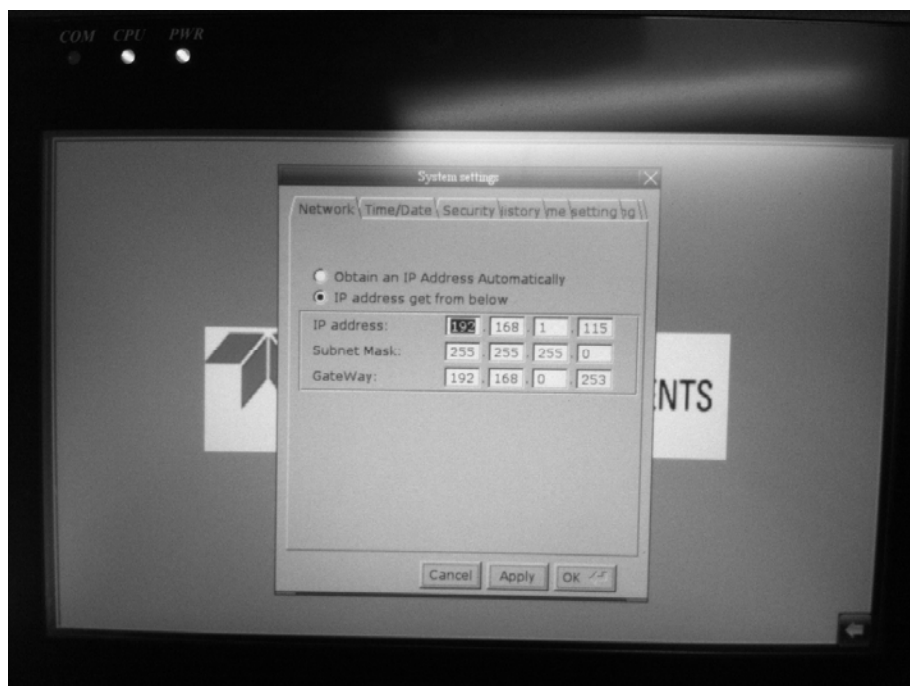 COM CPU PWR
System settings
Network Time/Date Security istory me setting og
Obtain an IP Address Automatically
IP address get from below
IP address: 192 . 168 . 1 . 115
Subnet Mask: 255 . 255 . 255 . 0
GateWay: 192 . 168 . 0 . 253
ENTS
Cancel Apply OK